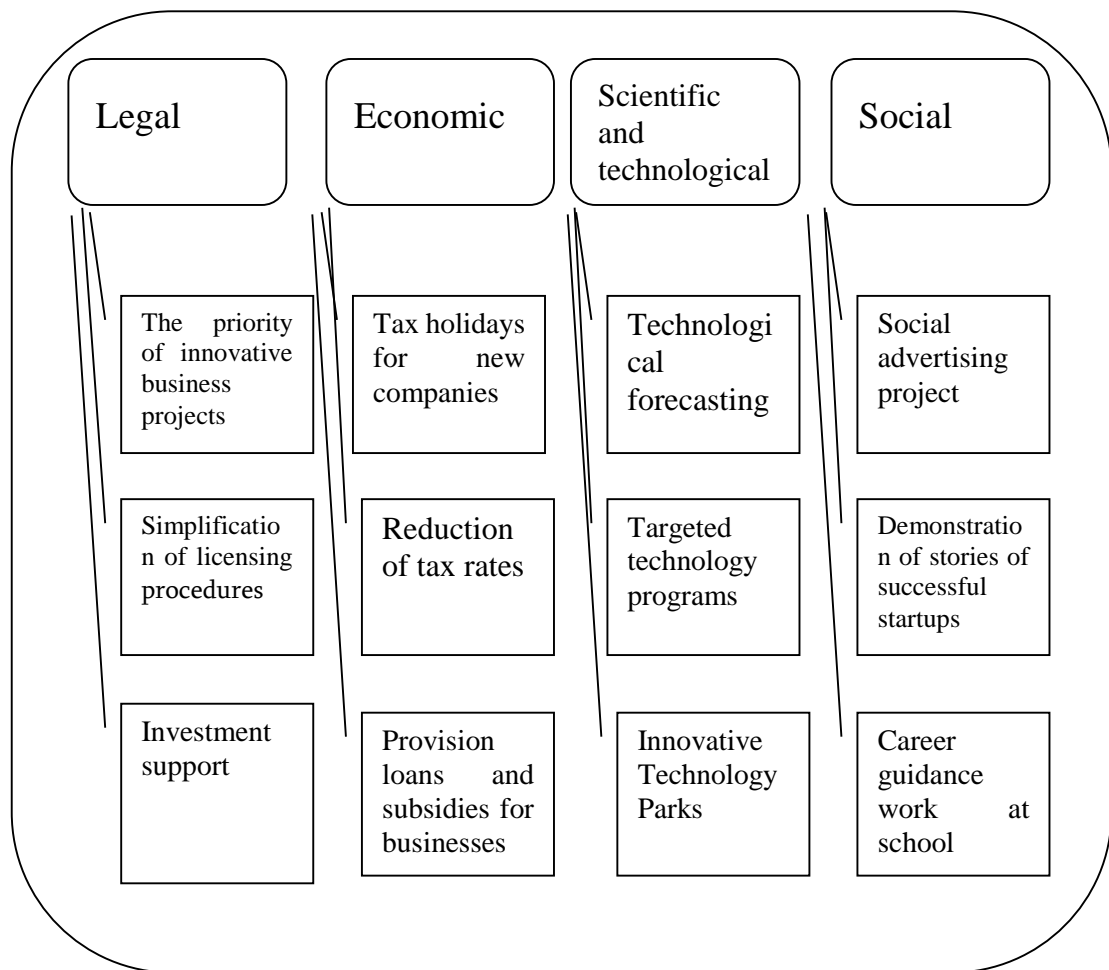 Legal
Economic
Scientific
and
technological
Social
The priority
of innovative
business
projects
Tax holidays
for new
companies
Technologi
cal
forecasting
Social
advertising
project
Simplificatio
n of licensing
procedures
Reduction
of tax rates
Targeted
technology
programs
Demonstratio
n of stories of
successful
startups
Investment
support
Provision
loans and
subsidies for
businesses
Innovative
Technology
Parks
Career
guidance
work at
school